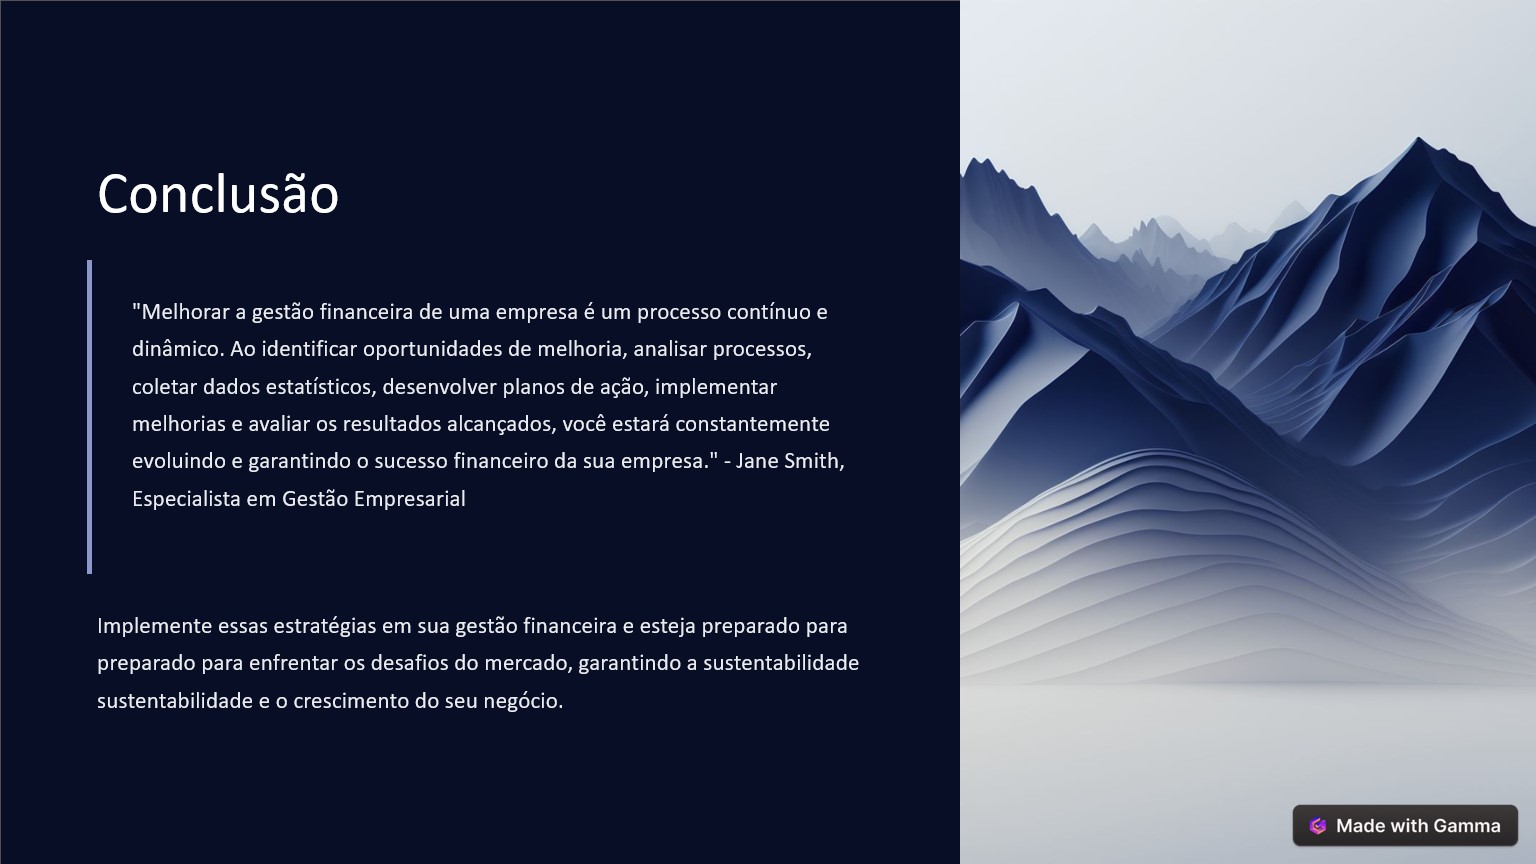 Conclusão
"Melhorar a gestão financeira de uma empresa é um processo contínuo e
dinâmico. Ao identificar oportunidades de melhoria, analisar processos,
coletar dados estatísticos, desenvolver planos de ação, implementar
melhorias e avaliar os resultados alcançados, você estará constantemente
evoluindo e garantindo o sucesso financeiro da sua empresa." - Jane Smith,
Especialista em Gestão Empresarial
Implemente essas estratégias em sua gestão financeira e esteja preparado para
preparado para enfrentar os desafios do mercado, garantindo a sustentabilidade
sustentabilidade e o crescimento do seu negócio.
Made with Gamma